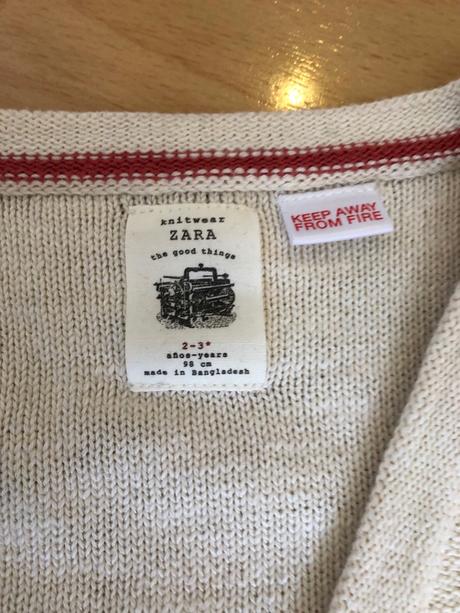 knitwear
ZARA
the good things
2-3*
años-years
98 cm
made in Bangladesh
KEEP AWAY
FROM FIRE